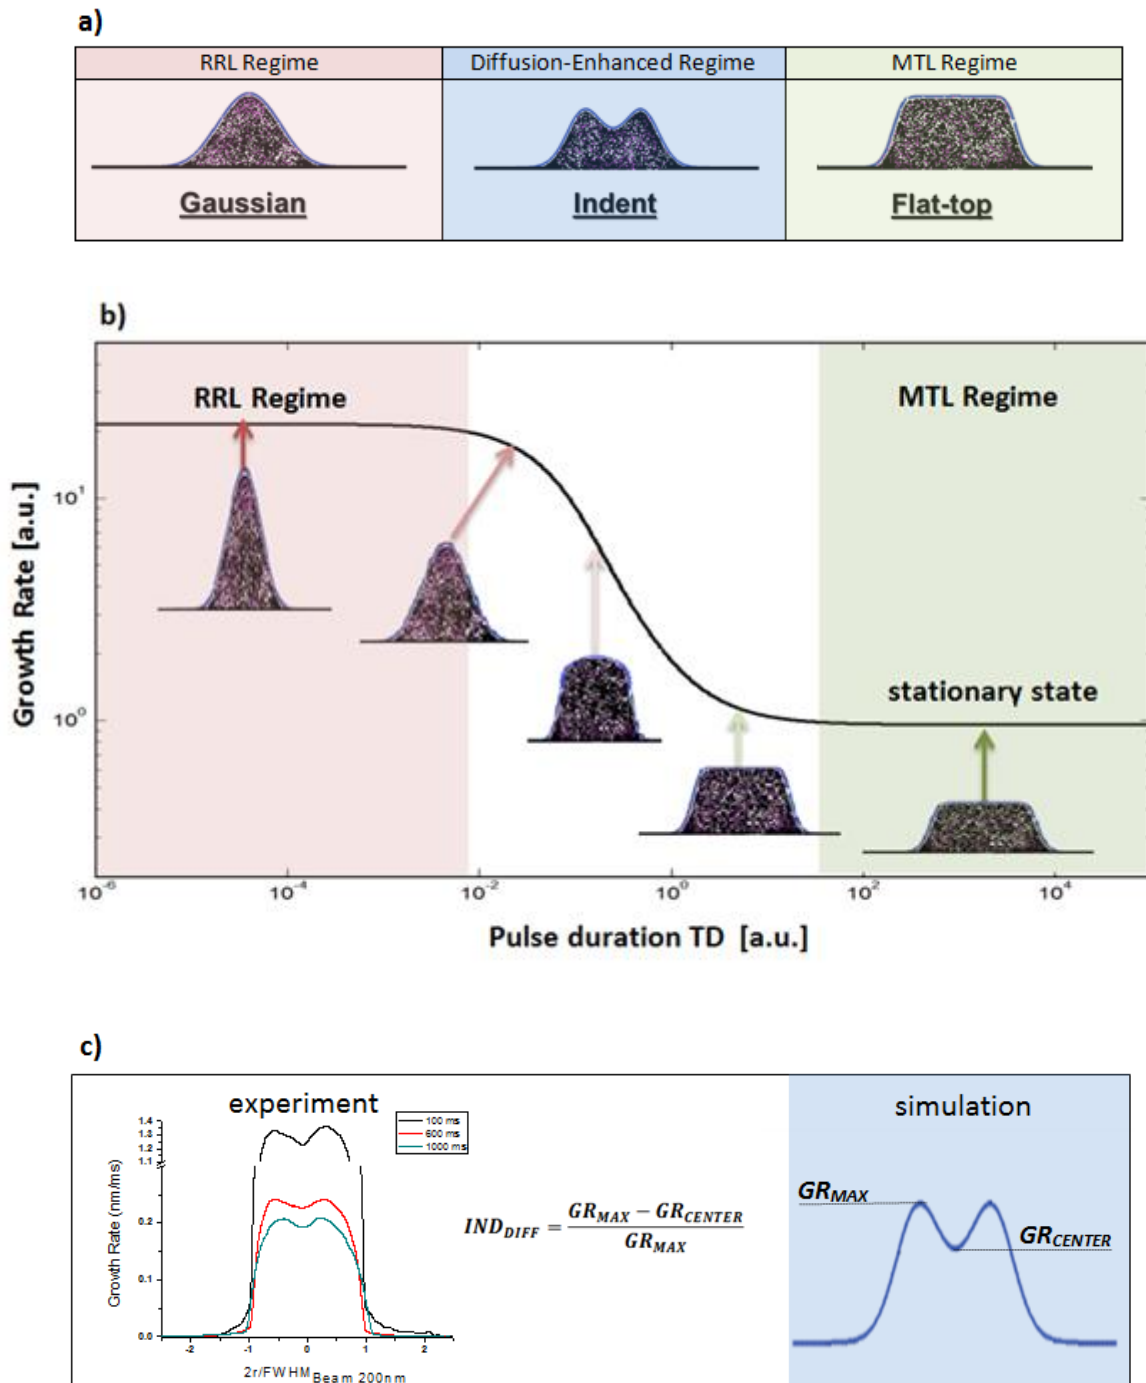 a)
RRL Regime
Diffusion-Enhanced Regime
MTL Regime
Gaussian
Indent
Flat-top
b)
RRL Regime
MTL Regime
stationary state
Growth Rate [a.u.]
10¹
10⁰
10⁻⁶
10⁻⁴
10⁻²
10⁰
10²
10⁴
Pulse duration TD [a.u.]
c)
experiment
100 ms
600 ms
1000 ms
Growth Rate (nm/ms)
1.4
1.3
1.2
1.1
0.2
0.1
0.0
-2
-1
0
1
2
2r/FWHM Beam 200nm
IND_DIFF = (GR_MAX − GR_CENTER) / GR_MAX
simulation
GR_MAX
GR_CENTER